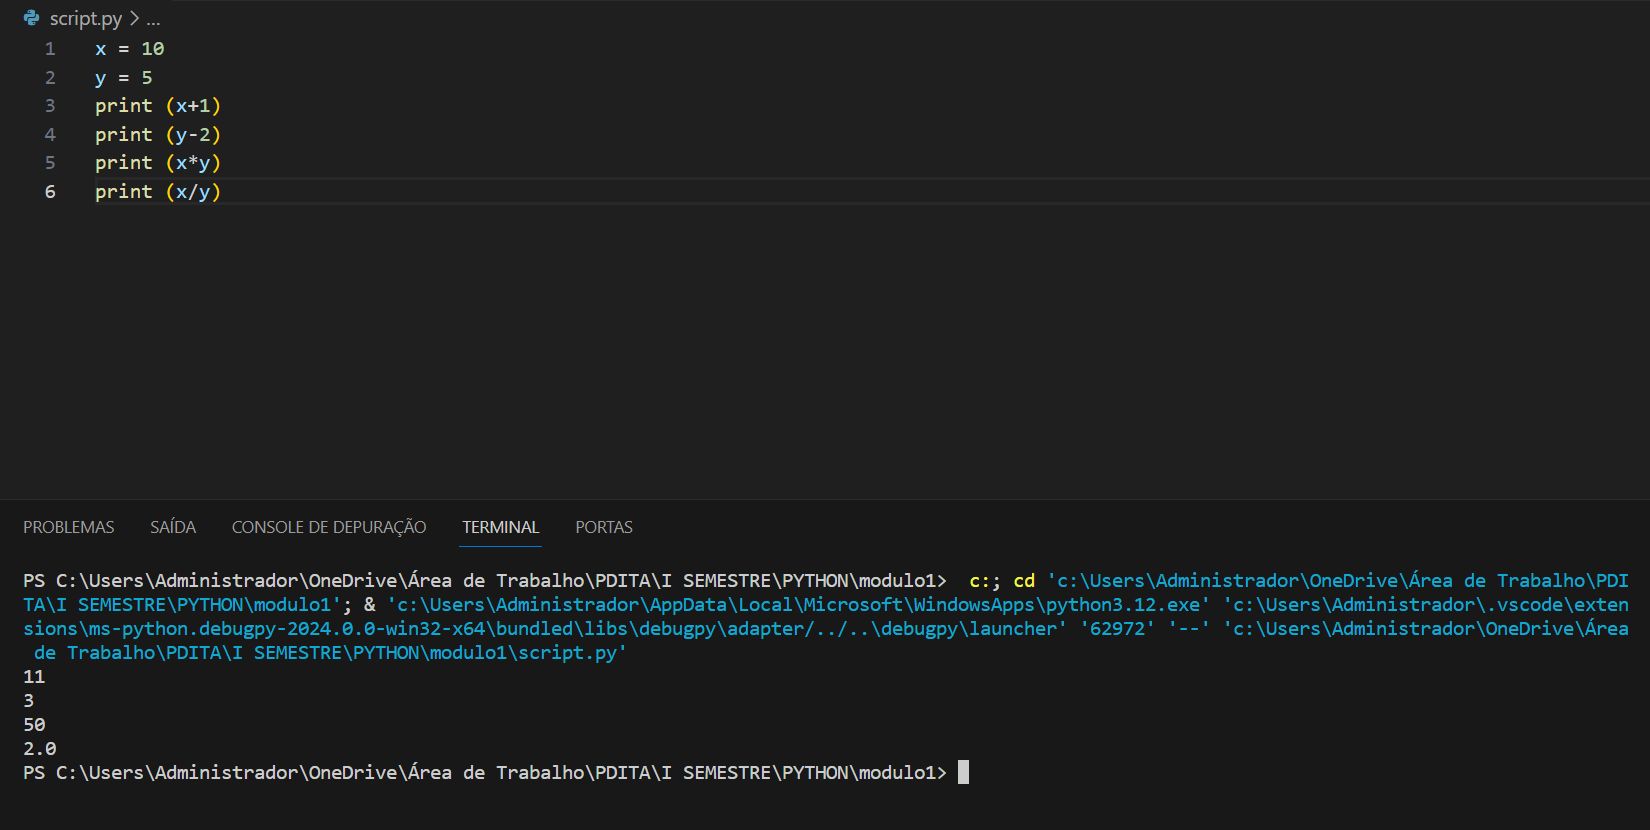 script.py > ...
1 x = 10
2 y = 5
3 print (x+1)
4 print (y-2)
5 print (x*y)
6 print (x/y)
PROBLEMAS SAÍDA CONSOLE DE DEPURAÇÃO TERMINAL PORTAS
PS C:\Users\Administrador\OneDrive\Área de Trabalho\PDITA\I SEMESTRE\PYTHON\modulo1>  c:; cd 'c:\Users\Administrador\OneDrive\Área de Trabalho\PDI
TA\I SEMESTRE\PYTHON\modulo1'; & 'c:\Users\Administrador\AppData\Local\Microsoft\WindowsApps\python3.12.exe' 'c:\Users\Administrador\.vscode\exten
sions\ms-python.debugpy-2024.0.0-win32-x64\bundled\libs\debugpy\adapter/../..\debugpy\launcher' '62972' '--' 'c:\Users\Administrador\OneDrive\Área
 de Trabalho\PDITA\I SEMESTRE\PYTHON\modulo1\script.py'
11
3
50
2.0
PS C:\Users\Administrador\OneDrive\Área de Trabalho\PDITA\I SEMESTRE\PYTHON\modulo1>